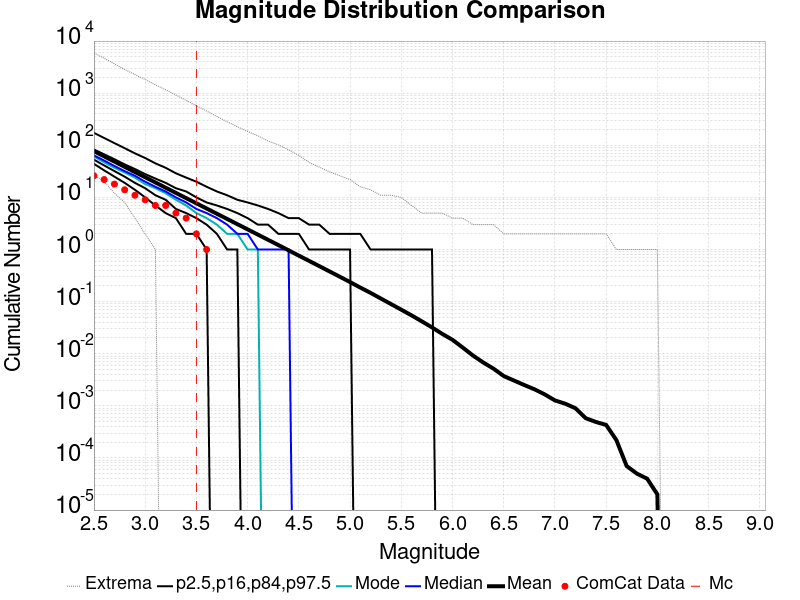 Magnitude Distribution Comparison
10^4
10^3
10^2
10^1
10^0
10^-1
10^-2
10^-3
10^-4
10^-5
Cumulative Number
2.5 3.0 3.5 4.0 4.5 5.0 5.5 6.0 6.5 7.0 7.5 8.0 8.5 9.0
Magnitude
Extrema p2.5,p16,p84,p97.5 Mode Median Mean ComCat Data Mc